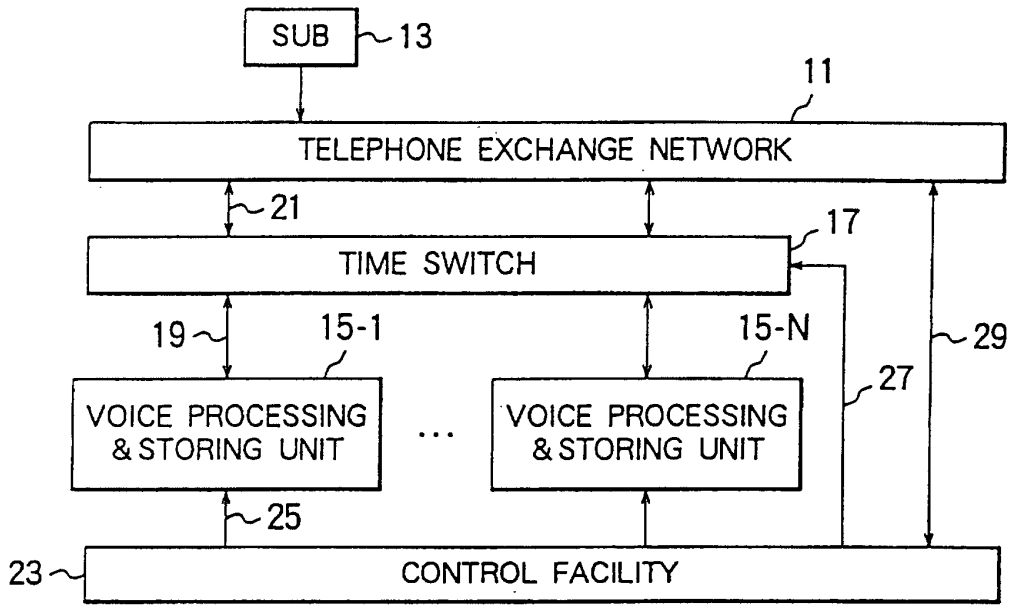 SUB
13
11
TELEPHONE EXCHANGE NETWORK
21
17
TIME SWITCH
19
15-1
15-N
29
27
VOICE PROCESSING
& STORING UNIT
...
VOICE PROCESSING
& STORING UNIT
25
23
CONTROL FACILITY